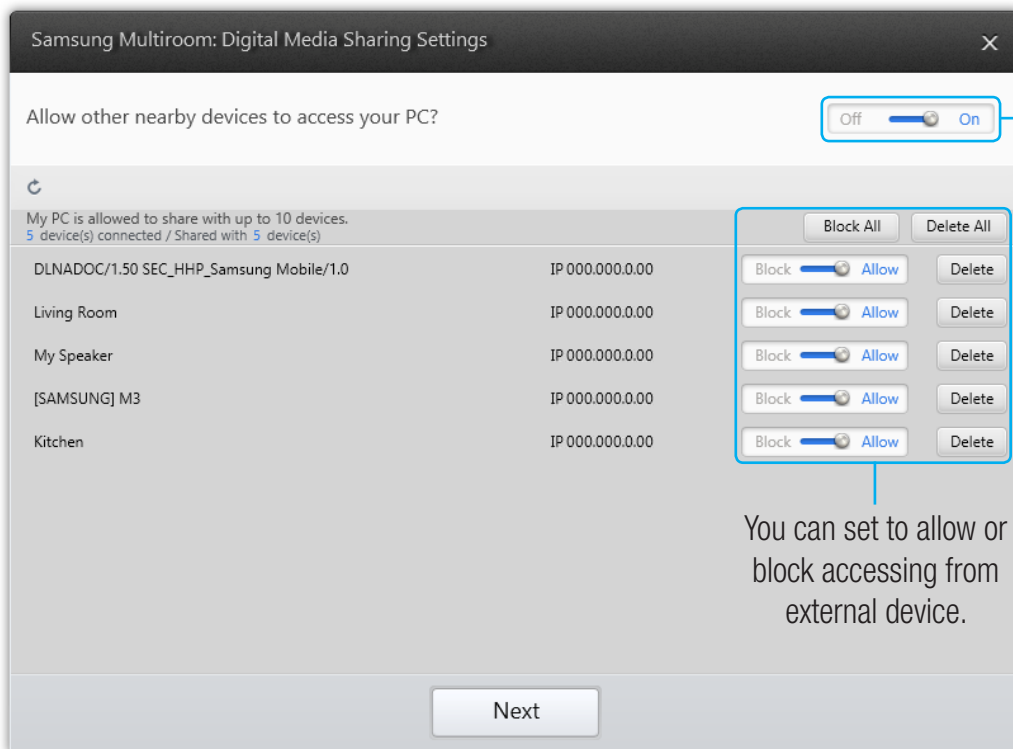 Samsung Multiroom: Digital Media Sharing Settings
Allow other nearby devices to access your PC?
Off On
My PC is allowed to share with up to 10 devices.
5 device(s) connected / Shared with 5 device(s)
Block All Delete All
DLNADOC/1.50 SEC_HHP_Samsung Mobile/1.0 IP 000.000.0.00 Block Allow Delete
Living Room IP 000.000.0.00 Block Allow Delete
My Speaker IP 000.000.0.00 Block Allow Delete
[SAMSUNG] M3 IP 000.000.0.00 Block Allow Delete
Kitchen IP 000.000.0.00 Block Allow Delete
You can set to allow or
block accessing from
external device.
Next